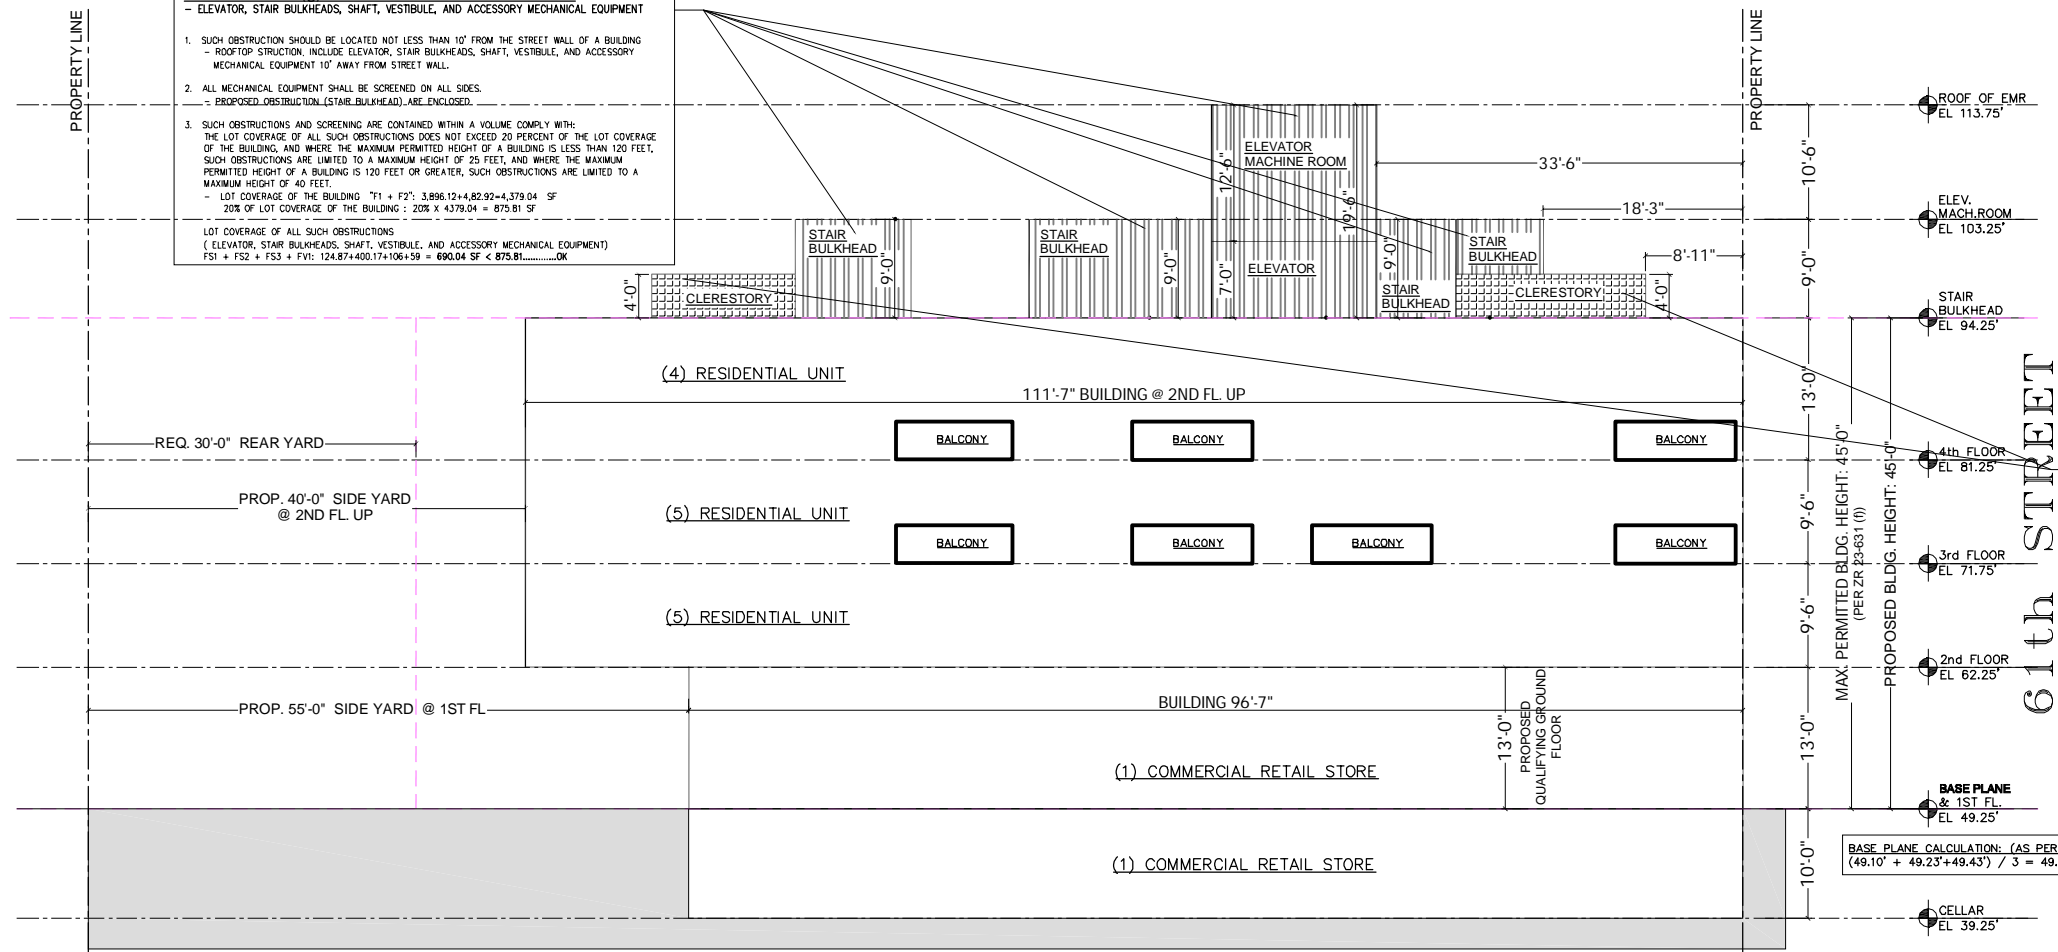 - ELEVATOR, STAIR BULKHEADS, SHAFT, VESTIBULE, AND ACCESSORY MECHANICAL EQUIPMENT
1. SUCH OBSTRUCTION SHOULD BE LOCATED NOT LESS THAN 10' FROM THE STREET WALL OF A BUILDING
- ROOFTOP STRUCTION, INCLUDE ELEVATOR, STAIR BULKHEADS, SHAFT, VESTIBULE, AND ACCESSORY
MECHANICAL EQUIPMENT 10' AWAY FROM STREET WALL.
2. ALL MECHANICAL EQUIPMENT SHALL BE SCREENED ON ALL SIDES.
- PROPOSED OBSTRUCTION (STAIR BULKHEAD) ARE ENCLOSED.
3. SUCH OBSTRUCTIONS AND SCREENING ARE CONTAINED WITHIN A VOLUME COMPLY WITH:
THE LOT COVERAGE OF ALL SUCH OBSTRUCTIONS DOES NOT EXCEED 20 PERCENT OF THE LOT COVERAGE
OF THE BUILDING, AND WHERE THE MAXIMUM PERMITTED HEIGHT OF A BUILDING IS LESS THAN 120 FEET,
SUCH OBSTRUCTIONS ARE LIMITED TO A MAXIMUM HEIGHT OF 25 FEET, AND WHERE THE MAXIMUM
PERMITTED HEIGHT OF A BUILDING IS 120 FEET OR GREATER, SUCH OBSTRUCTIONS ARE LIMITED TO A
MAXIMUM HEIGHT OF 40 FEET.
- LOT COVERAGE OF THE BUILDING "F1 + F2": 3,896.12+4,82.92=4,379.04 SF
20% OF LOT COVERAGE OF THE BUILDING : 20% X 4379.04 = 875.81 SF
LOT COVERAGE OF ALL SUCH OBSTRUCTIONS
( ELEVATOR, STAIR BULKHEADS, SHAFT, VESTIBULE, AND ACCESSORY MECHANICAL EQUIPMENT)
FS1 + FS2 + FS3 + FV1: 124.87+400.17+106+59 = 690.04 SF < 875.81............OK
PROPERTY LINE
PROPERTY LINE
ROOF OF EMR
EL 113.75'
ELEVATOR
MACHINE ROOM
12'-6"
19'-6"
33'-6"
10'-6"
ELEV.
MACH.ROOM
EL 103.25'
18'-3"
STAIR
BULKHEAD
9'-0"
STAIR
BULKHEAD
9'-0"
7'-0"
ELEVATOR
9'-0"
STAIR
BULKHEAD
STAIR
BULKHEAD
8'-11"
9'-0"
4'-0"
CLERESTORY
CLERESTORY
4'-0"
STAIR
BULKHEAD
EL 94.25'
(4) RESIDENTIAL UNIT
111'-7" BUILDING @ 2ND FL. UP
13'-0"
REQ. 30'-0" REAR YARD
BALCONY
BALCONY
BALCONY
4th FLOOR
EL 81.25'
PROP. 40'-0" SIDE YARD
@ 2ND FL. UP
(5) RESIDENTIAL UNIT
9'-6"
BALCONY
BALCONY
BALCONY
BALCONY
3rd FLOOR
EL 71.75'
(5) RESIDENTIAL UNIT
9'-6"
MAX. PERMITTED BLDG. HEIGHT: 45'-0"
(PER ZR 23-631 (f))
PROPOSED BLDG. HEIGHT: 45'-0"
61th STREET
2nd FLOOR
EL 62.25'
PROP. 55'-0" SIDE YARD @ 1ST FL
BUILDING 96'-7"
13'-0"
PROPOSED
QUALIFYING GROUND
FLOOR
13'-0"
(1) COMMERCIAL RETAIL STORE
BASE PLANE
& 1ST FL.
EL 49.25'
BASE PLANE CALCULATION: (AS PER
(49.10' + 49.23'+49.43') / 3 = 49.
(1) COMMERCIAL RETAIL STORE
10'-0"
CELLAR
EL 39.25'